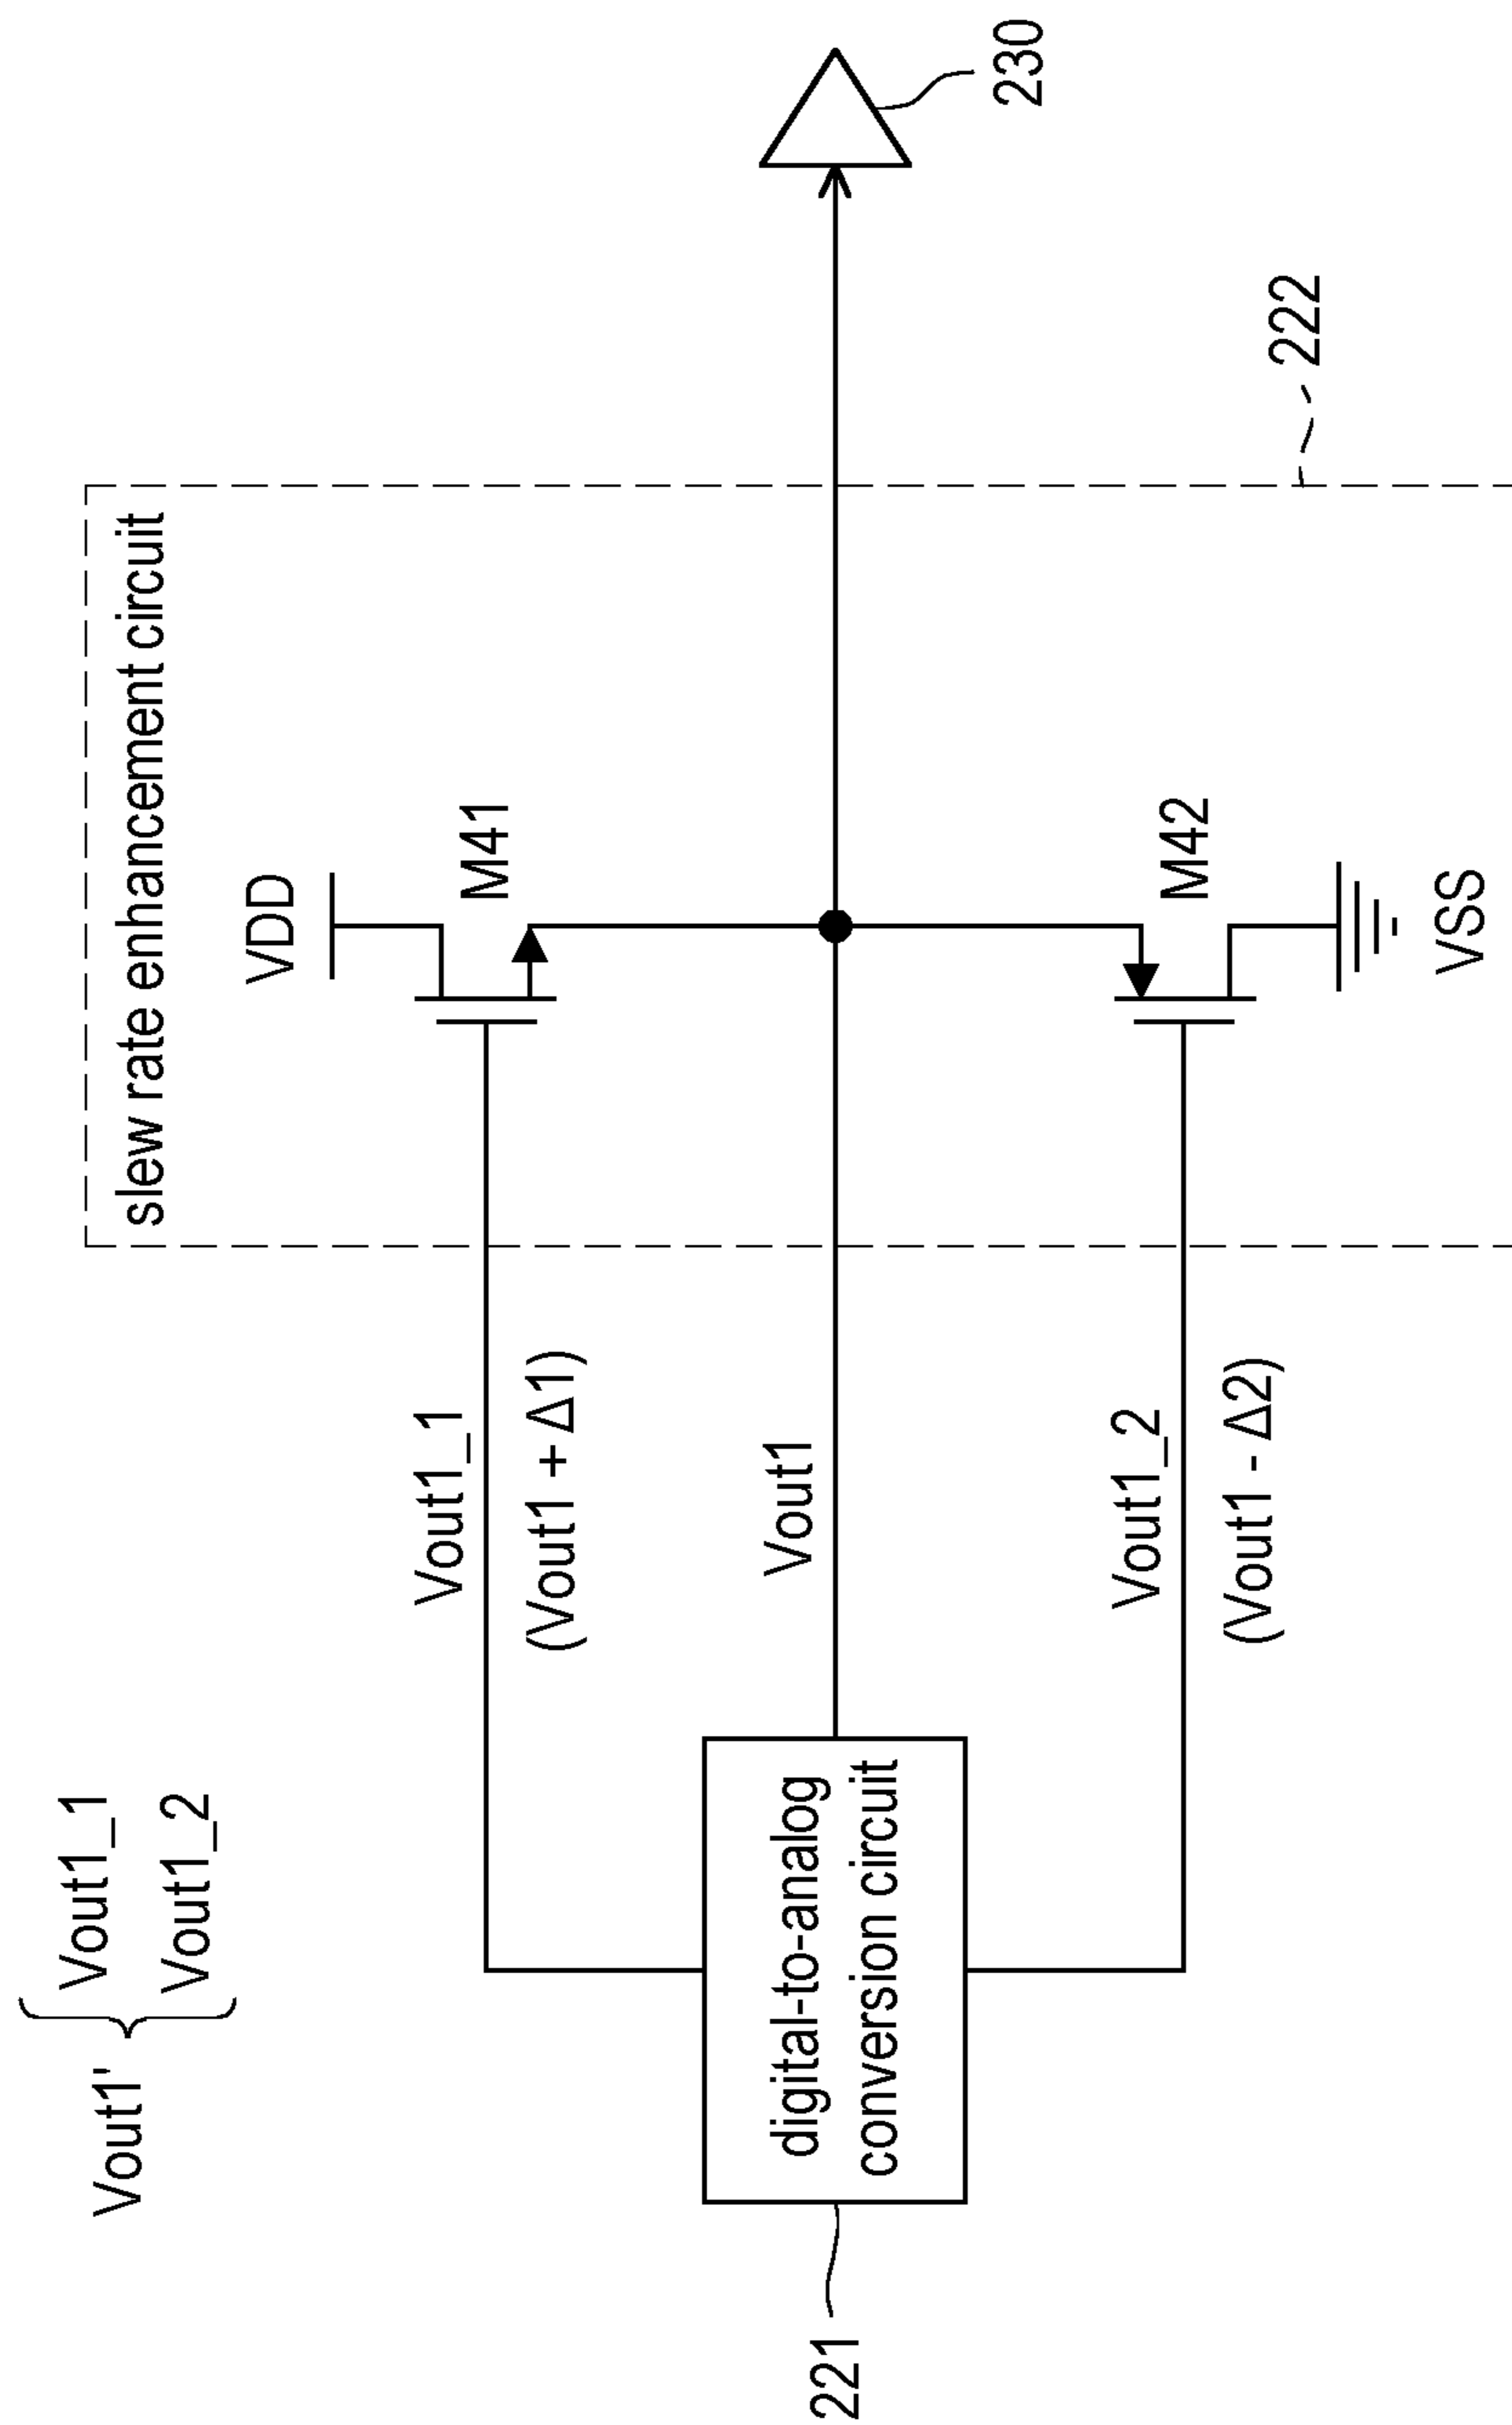 Vout1'
Vout1_1
Vout1_2
slew rate enhancement circuit
VDD
M41
Vout1_1
(Vout1 + Δ1)
221
digital-to-analog
conversion circuit
Vout1
230
Vout1_2
(Vout1 - Δ2)
M42
222
VSS